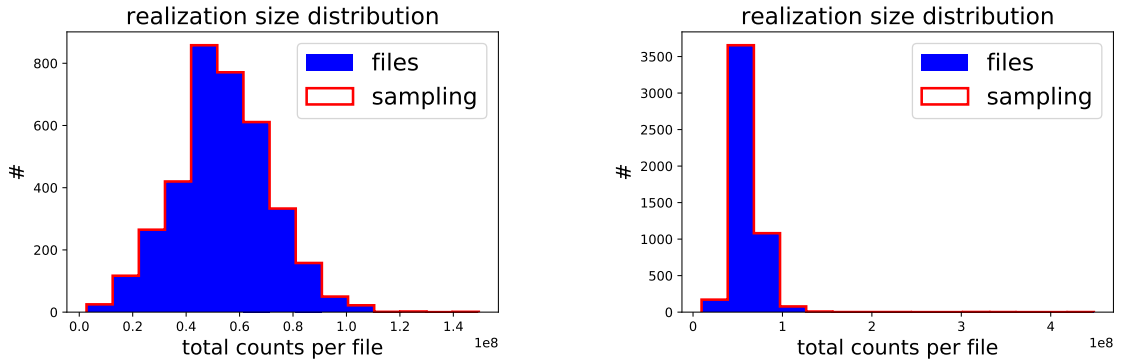 realization size distribution
files
sampling
#
800
600
400
200
0
0.0 0.2 0.4 0.6 0.8 1.0 1.2 1.4
1e8
total counts per file
realization size distribution
files
sampling
#
3500
3000
2500
2000
1500
1000
500
0
0 1 2 3 4
1e8
total counts per file